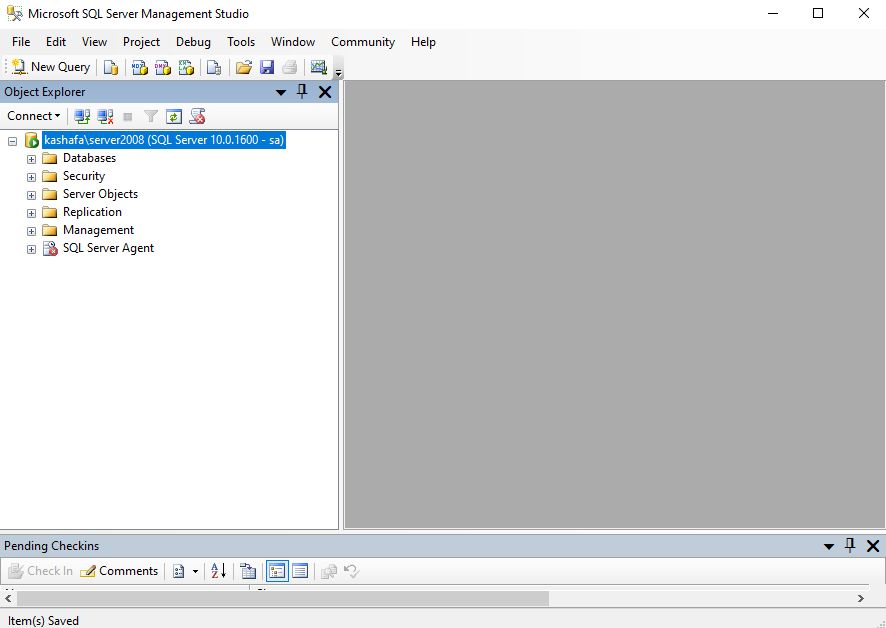 Microsoft SQL Server Management Studio
File Edit View Project Debug Tools Window Community Help
New Query
Object Explorer
Connect
kashafa\server2008 (SQL Server 10.0.1600 - sa)
Databases
Security
Server Objects
Replication
Management
SQL Server Agent
Pending Checkins
Check In Comments
Item(s) Saved